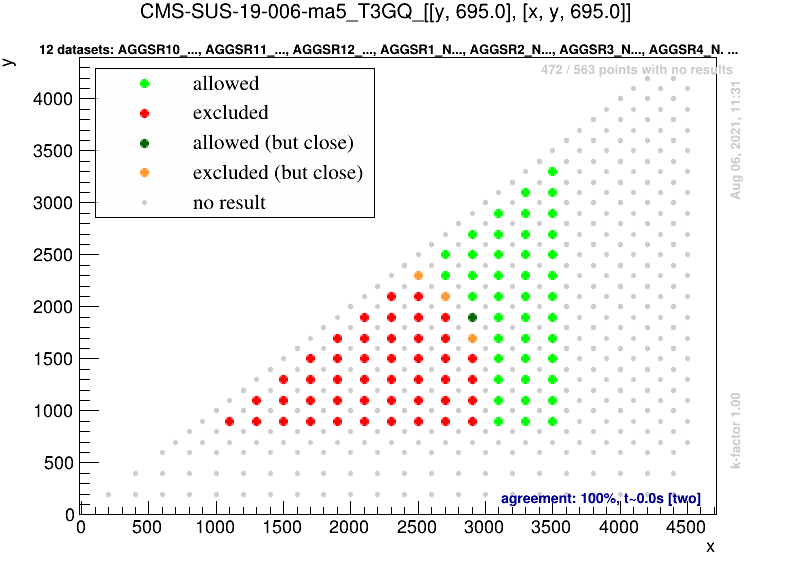 CMS-SUS-19-006-ma5_T3GQ_[[y, 695.0], [x, y, 695.0]]
12 datasets: AGGSR10_..., AGGSR11_..., AGGSR12_..., AGGSR1_N..., AGGSR2_N..., AGGSR3_N..., AGGSR4_N. ...
y
472 / 563 points with no results
allowed
excluded
allowed (but close)
excluded (but close)
no result
Aug 06, 2021, 11:31
k-factor 1.00
4000
3500
3000
2500
2000
1500
1000
500
0
agreement: 100%, t~0.0s [two]
0 500 1000 1500 2000 2500 3000 3500 4000 4500
x